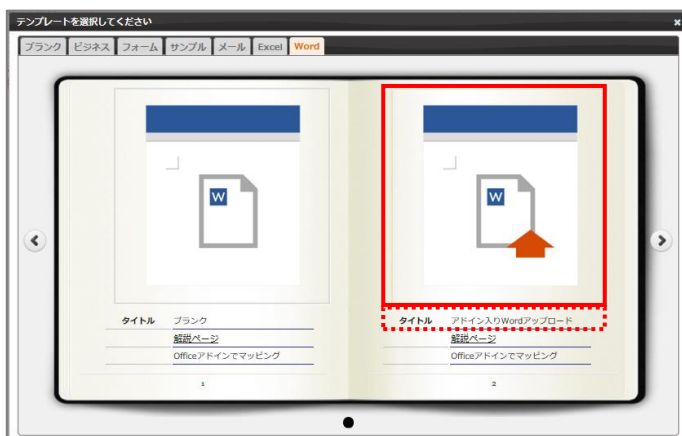 テンプレートを選択してください
ブランク ビジネス フォーム サンプル メール Excel Word
W
タイトル ブランク
解説ページ
Officeアドインでマッピング
1
W
タイトル アドイン入りWordアップロード
解説ページ
Officeアドインでマッピング
2